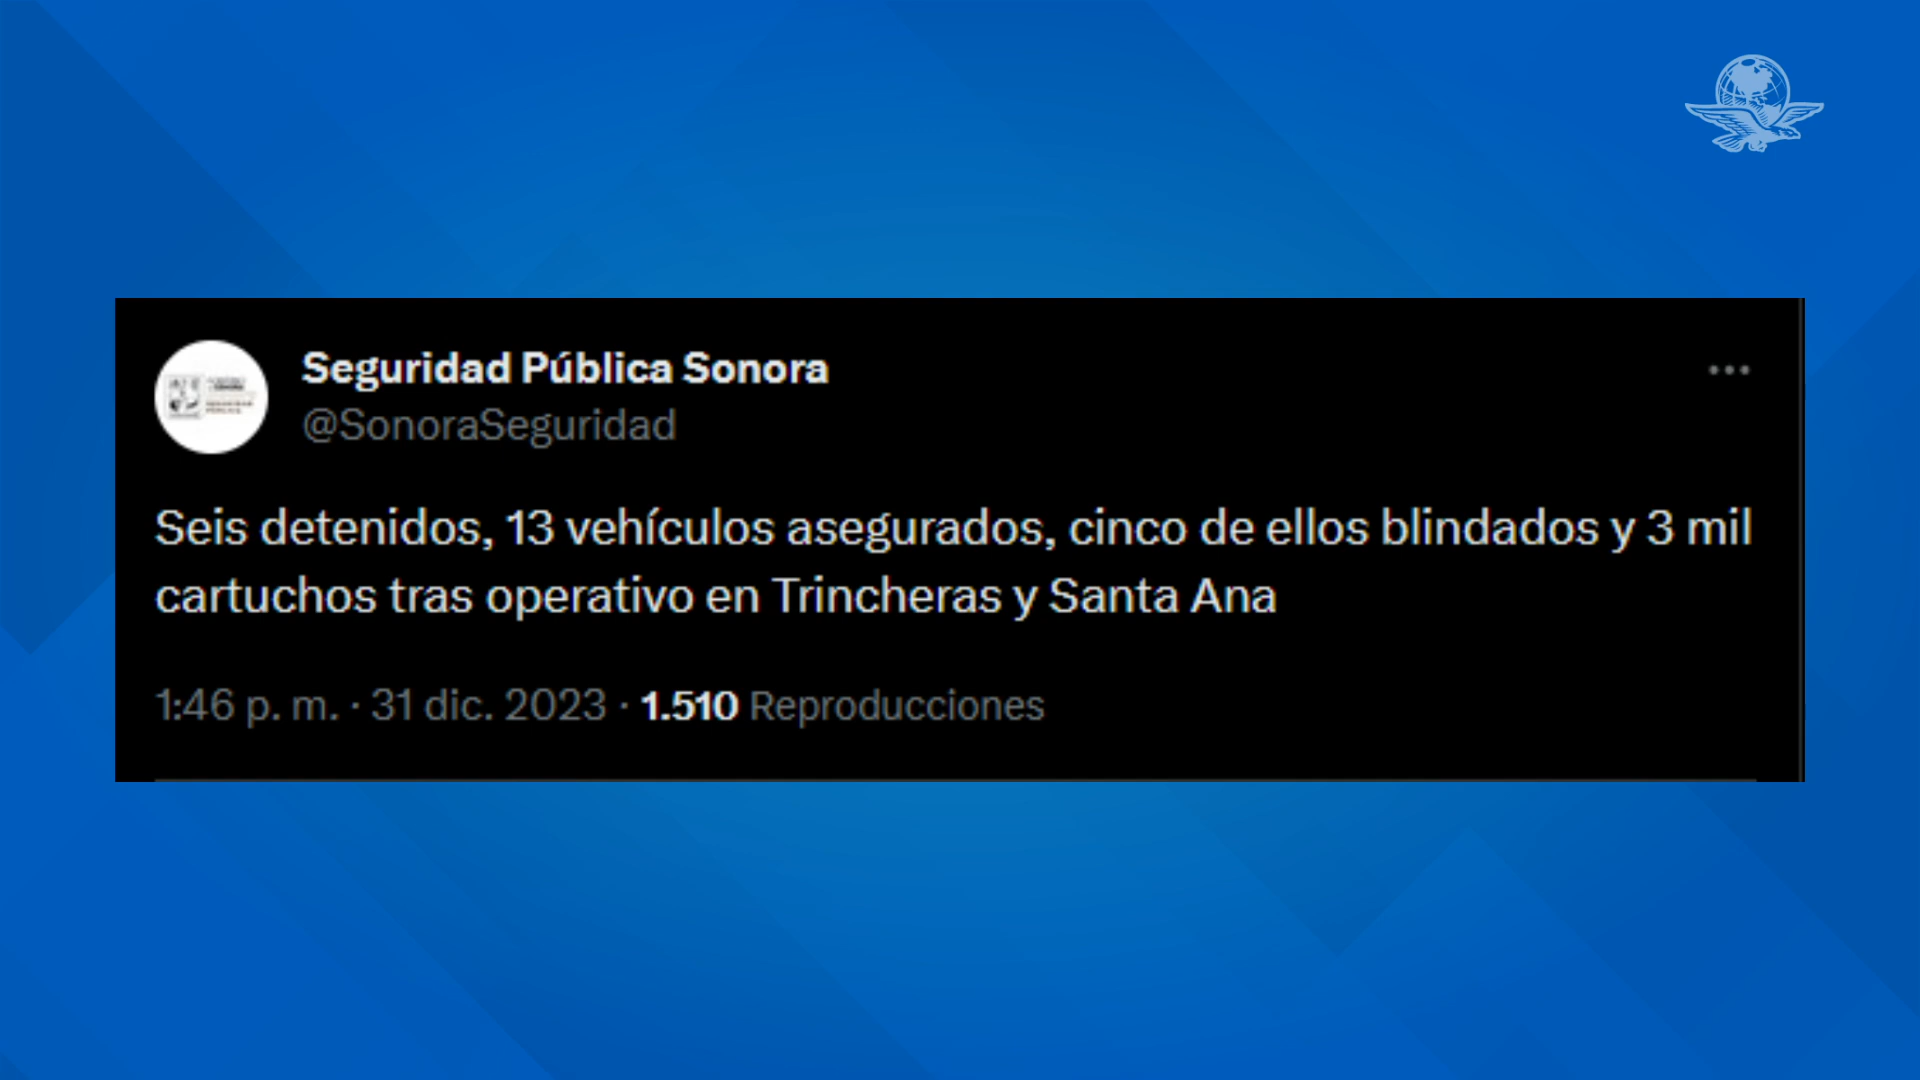 Seguridad Pública Sonora
@SonoraSeguridad
Seis detenidos, 13 vehículos asegurados, cinco de ellos blindados y 3 mil
cartuchos tras operativo en Trincheras y Santa Ana
1:46 p. m. · 31 dic. 2023 · 1.510 Reproducciones